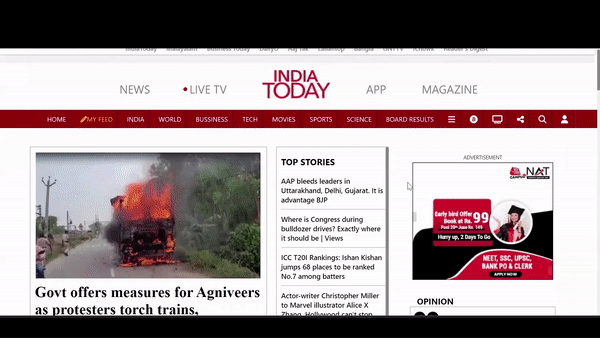 IndiaToday Malayalam Business Today DailyO Aaj Tak Lallantop Bangla GNTTV iChowk Reader's Digest
NEWS
LIVE TV
INDIA
TODAY
APP
MAGAZINE
HOME MY FEED INDIA WORLD BUSSINESS TECH MOVIES SPORTS SCIENCE BOARD RESULTS
Govt offers measures for Agniveers
as protesters torch trains,
TOP STORIES
AAP bleeds leaders in
Uttarakhand, Delhi, Gujarat. It is
advantage BJP
Where is Congress during
bulldozer drives? Exactly where
it should be | Views
ICC T20I Rankings: Ishan Kishan
jumps 68 places to be ranked
No.7 among batters
Actor-writer Christopher Miller
to Marvel illustrator Alice X
Zhang, Hollywood can't stop
ADVERTISEMENT
CAMPUS NAT
Early bird Offer
Book at Rs. 99
Post 20th June Rs. 149
Hurry up, 2 Days To Go
NEET, SSC, UPSC,
BANK PO & CLERK
APPLY NOW
OPINION